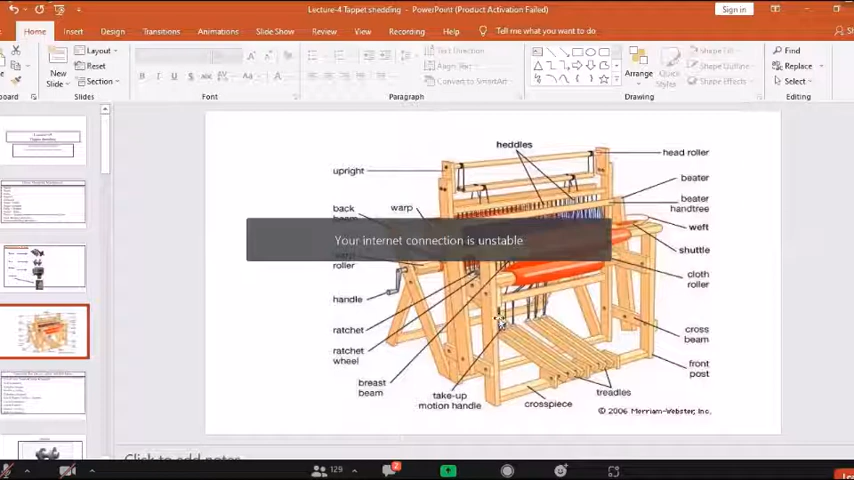 Lecture-4 Tappet shedding - PowerPoint (Product Activation Failed)
Sign in
Home Insert Design Transitions Animations Slide Show Review View Recording Help Tell me what you want to do
New
Slide
Layout
Reset
Section
Text Direction
Align Text
Convert to SmartArt
Arrange
Quick
Styles
Shape Fill
Shape Outline
Shape Effects
Find
Replace
Select
Slides Font Paragraph Drawing Editing
heddles
head roller
upright
beater
back
warp
beater
handtree
weft
Your internet connection is unstable
shuttle
roller
cloth
roller
handle
ratchet
cross
beam
ratchet
wheel
front
post
breast
beam
take-up
motion handle
treadles
crosspiece
© 2006 Merriam-Webster, Inc.
Click to add notes
129
2